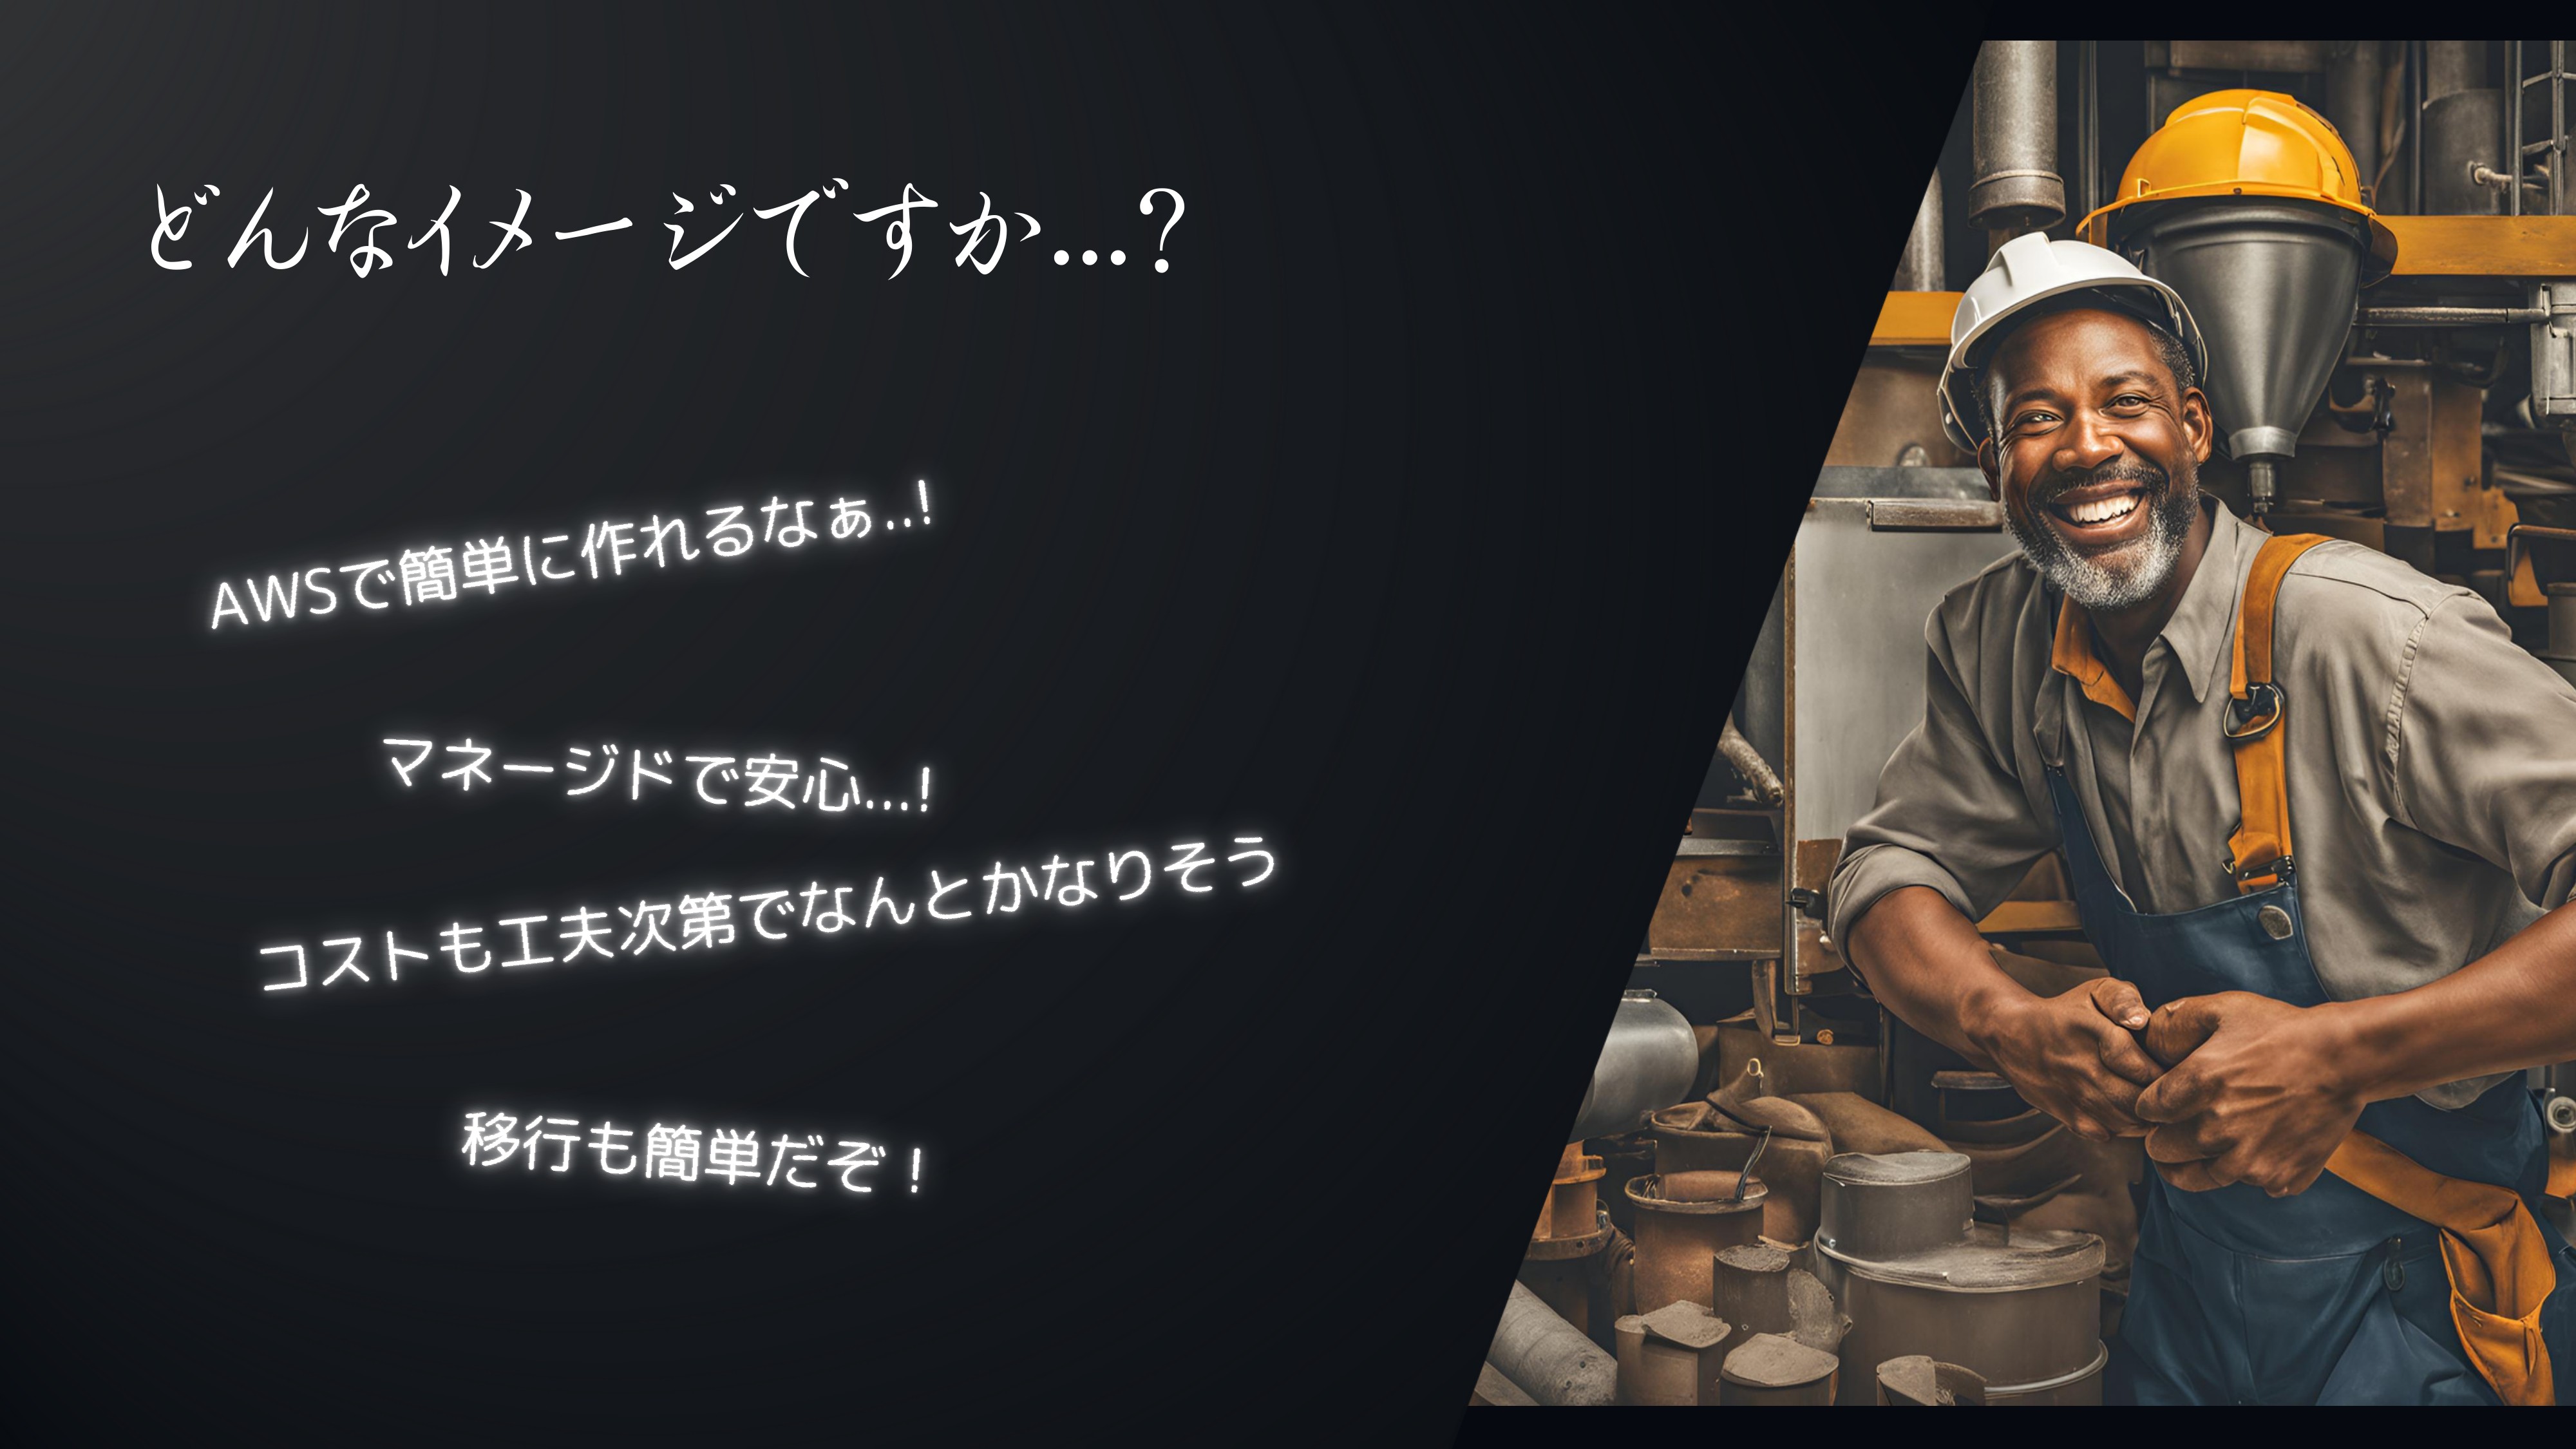 どんなイメージですか...?
AWSで簡単に作れるなぁ..!
マネージドで安心...!
コストも工夫次第でなんとかなりそう
移行も簡単だぞ！